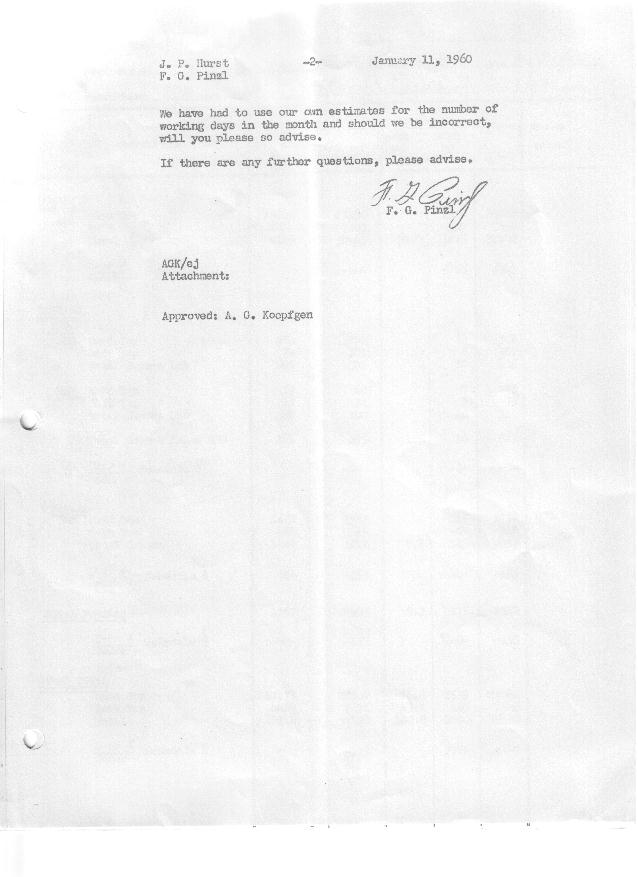 J. P. Hurst -2- January 11, 1960
F. G. Pinzl
We have had to use our own estimates for the number of
working days in the month and should we be incorrect,
will you please so advise.
If there are any further questions, please advise.
F. G. Pinzl
F. G. Pinzl
AGK/ej
Attachment:
Approved: A. G. Koopfgen